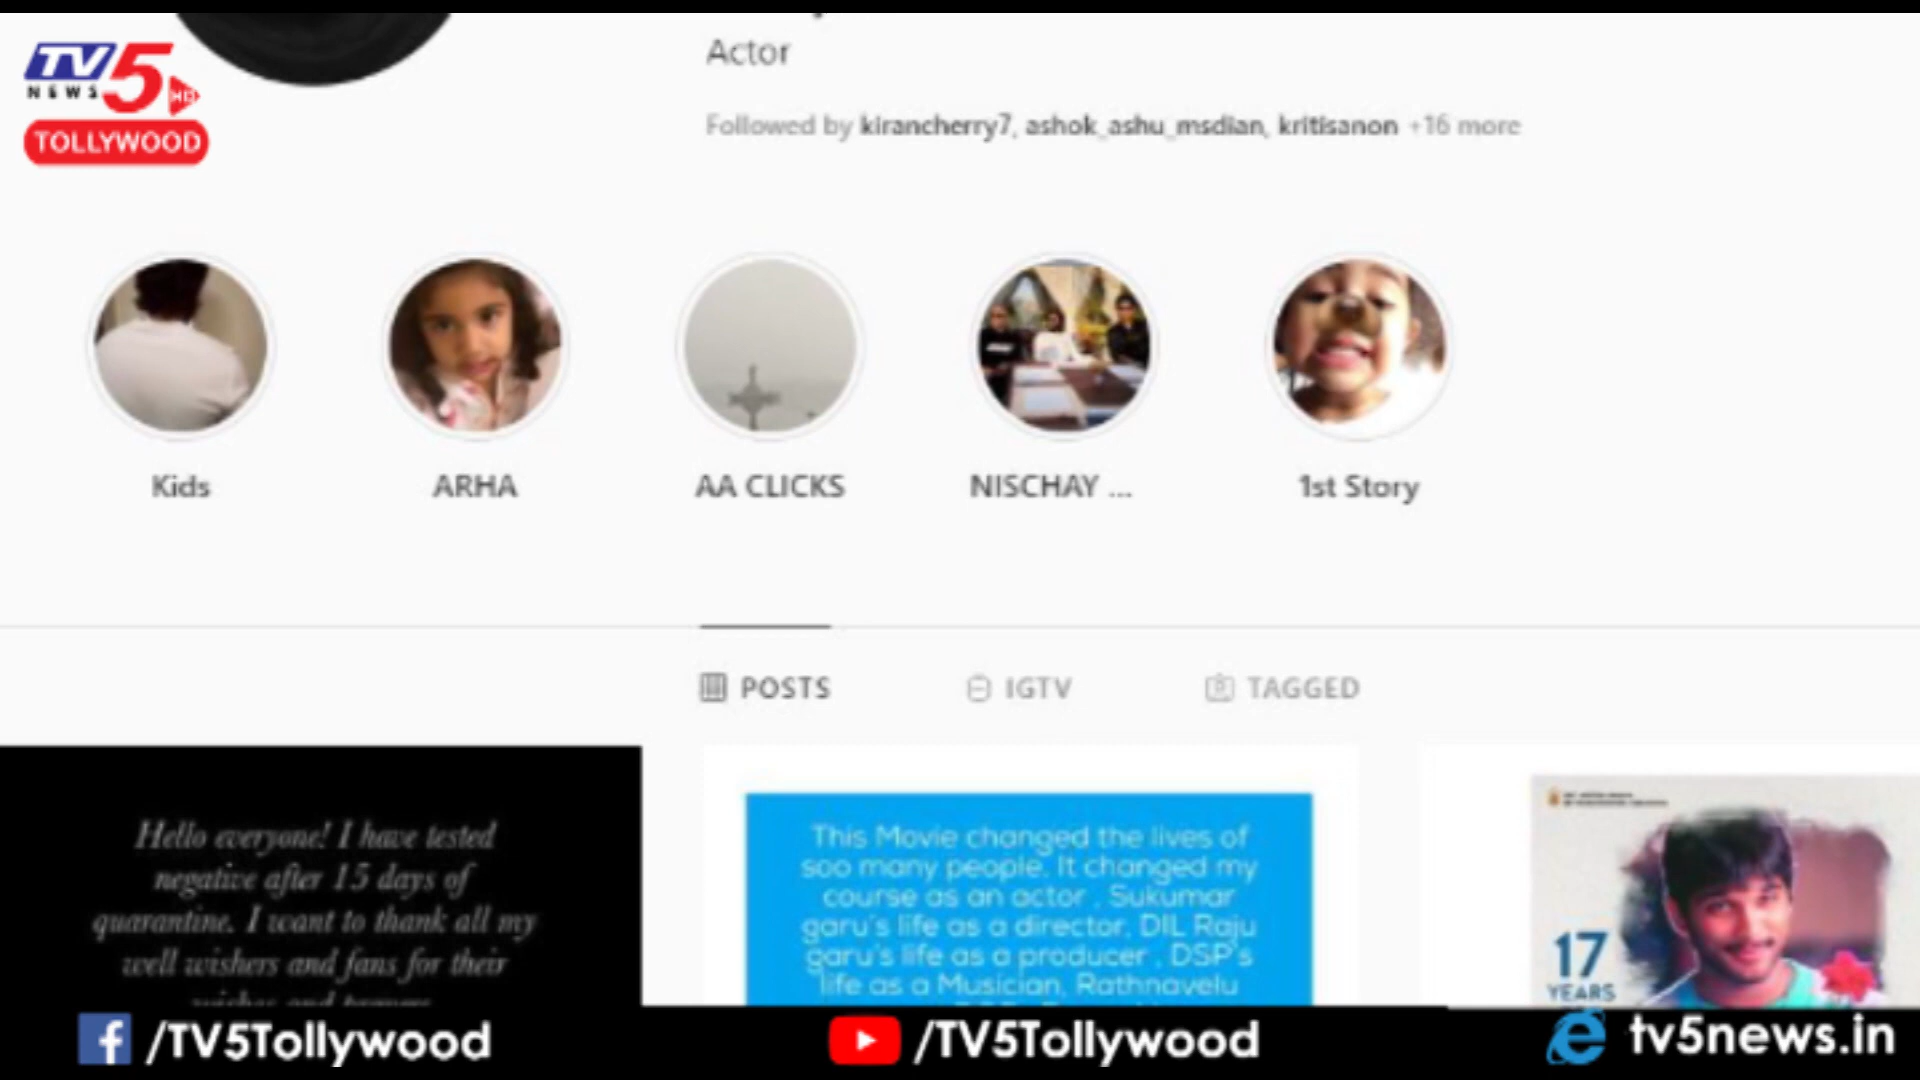 TV5
NEWS
HD
TOLLYWOOD
Actor
Followed by kirancherry7, ashok_ashu_msdian, kritisanon +16 more
Kids
ARHA
AA CLICKS
NISCHAY ...
1st Story
POSTS
IGTV
TAGGED
Hello everyone! I have tested
negative after 15 days of
quarantine. I want to thank all my
well wishers and fans for their
This Movie changed the lives of
soo many people. It changed my
course as an actor . Sukumar
garu's life as a director, DIL Raju
garu's life as a producer , DSP's
life as a Musician, Rathnavelu
17
YEARS
/TV5Tollywood
/TV5Tollywood
tv5news.in